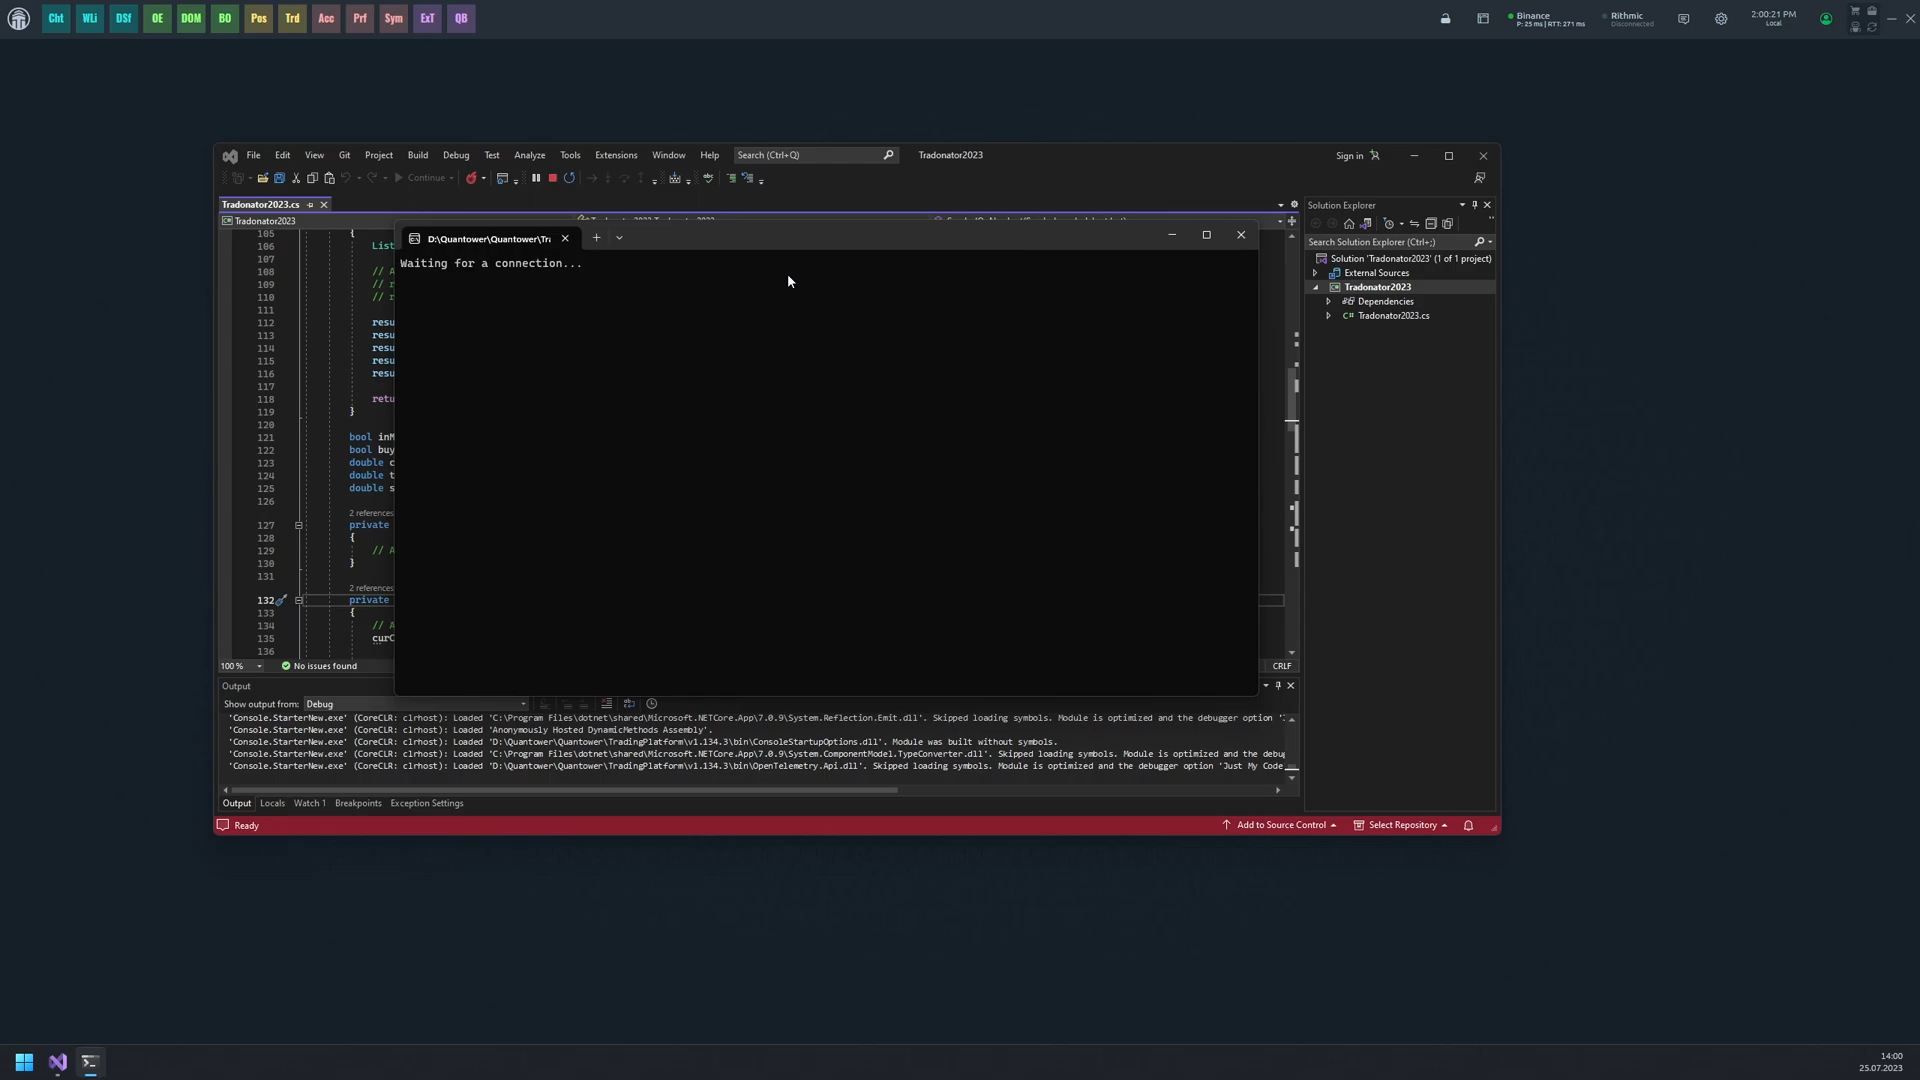 Cht WLi DSf OE DOM BO Pos Trd Acc Prf Sym ExT QB
Binance
P: 25 ms | RTT: 271 ms
Rithmic
Disconnected
2:00:21 PM
Local
File Edit View Git Project Build Debug Test Analyze Tools Extensions Window Help Search (Ctrl+Q) Tradonator2023 Sign in
Continue
Tradonator2023.cs
Tradonator2023
Solution Explorer
Search Solution Explorer (Ctrl+;)
Solution 'Tradonator2023' (1 of 1 project)
External Sources
Tradonator2023
Dependencies
C# Tradonator2023.cs
D:\Quantower\Quantower\Tra
Waiting for a connection...
105 {
106 List
107
108 // A
109 // r
110 // r
111
112 resu
113 resu
114 resu
115 resu
116 resu
117
118 retu
119 }
120
121 bool inM
122 bool buy
123 double c
124 double t
125 double s
126
2 references
127 private
128 {
129 // A
130 }
131
2 references
132 private
133 {
134 // A
135 curC
136
100 % No issues found CRLF
Output
Show output from: Debug
'Console.StarterNew.exe' (CoreCLR: clrhost): Loaded 'C:\Program Files\dotnet\shared\Microsoft.NETCore.App\7.0.9\System.Reflection.Emit.dll'. Skipped loading symbols. Module is optimized and the debugger option 'J
'Console.StarterNew.exe' (CoreCLR: clrhost): Loaded 'Anonymously Hosted DynamicMethods Assembly'.
'Console.StarterNew.exe' (CoreCLR: clrhost): Loaded 'D:\Quantower\Quantower\TradingPlatform\v1.134.3\bin\ConsoleStartupOptions.dll'. Module was built without symbols.
'Console.StarterNew.exe' (CoreCLR: clrhost): Loaded 'C:\Program Files\dotnet\shared\Microsoft.NETCore.App\7.0.9\System.ComponentModel.TypeConverter.dll'. Skipped loading symbols. Module is optimized and the debug
'Console.StarterNew.exe' (CoreCLR: clrhost): Loaded 'D:\Quantower\Quantower\TradingPlatform\v1.134.3\bin\OpenTelemetry.Api.dll'. Skipped loading symbols. Module is optimized and the debugger option 'Just My Code
Output Locals Watch 1 Breakpoints Exception Settings
Ready Add to Source Control Select Repository
14:00
25.07.2023